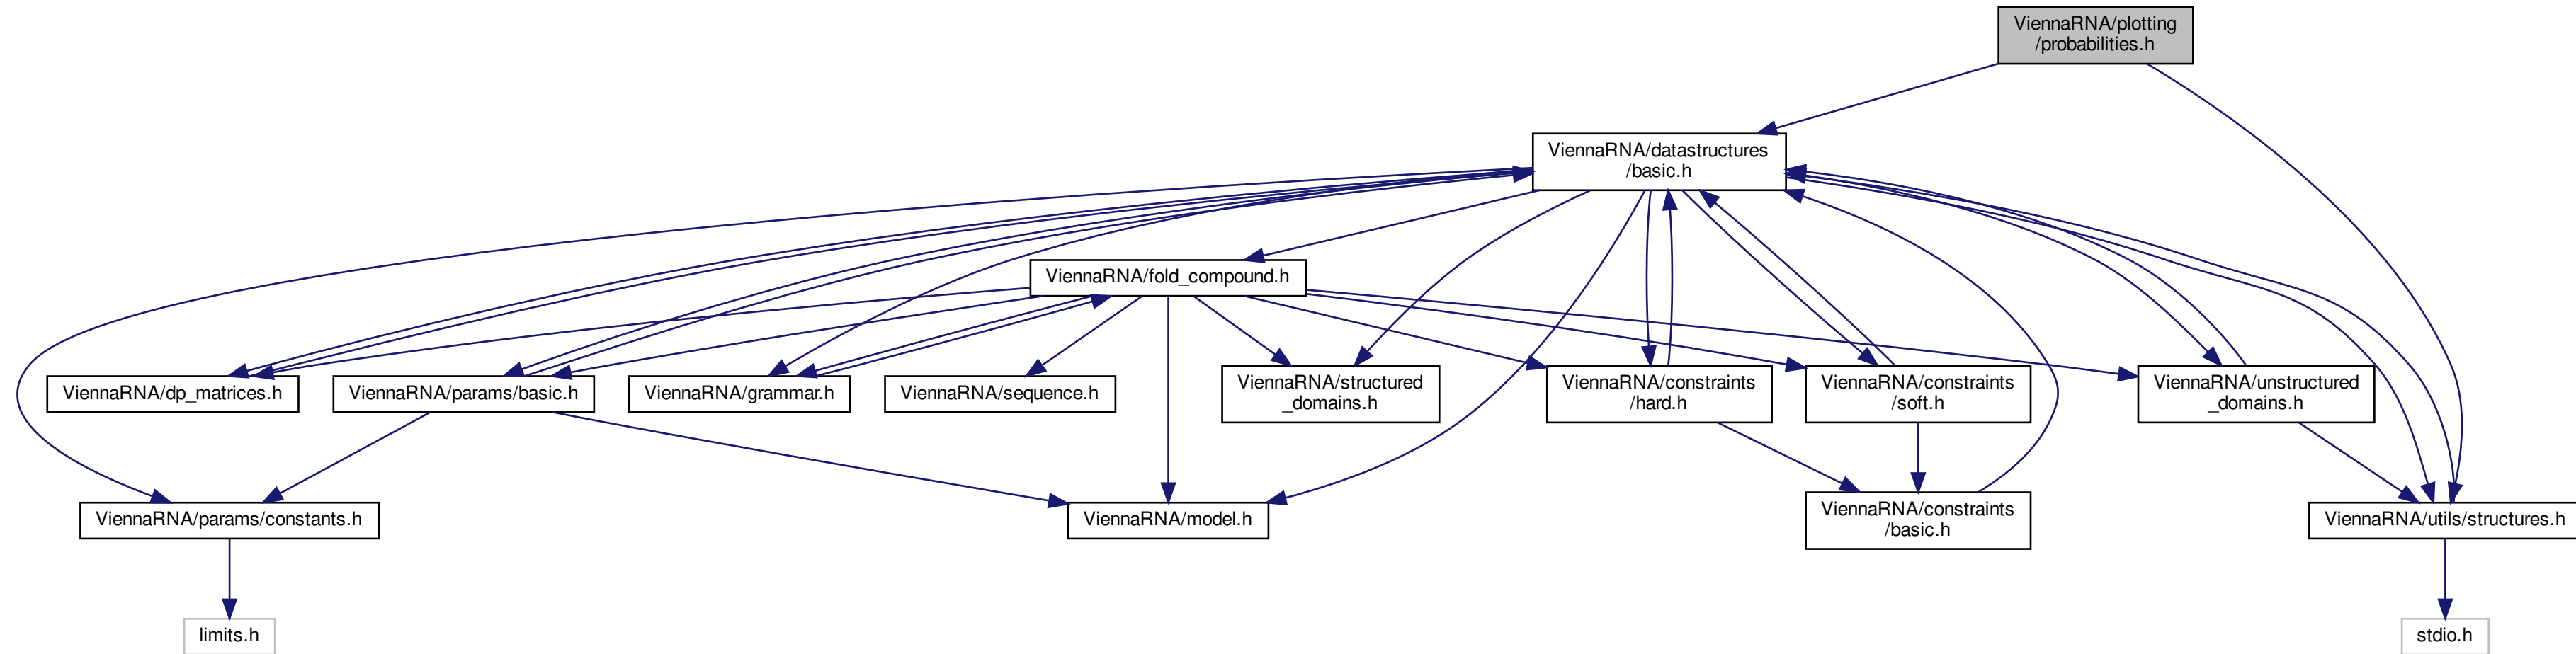 ViennaRNA/plotting
/probabilities.h
ViennaRNA/datastructures
/basic.h
ViennaRNA/fold_compound.h
ViennaRNA/dp_matrices.h
ViennaRNA/params/basic.h
ViennaRNA/grammar.h
ViennaRNA/sequence.h
ViennaRNA/structured
_domains.h
ViennaRNA/constraints
/hard.h
ViennaRNA/constraints
/soft.h
ViennaRNA/unstructured
_domains.h
ViennaRNA/params/constants.h
ViennaRNA/model.h
ViennaRNA/constraints
/basic.h
ViennaRNA/utils/structures.h
limits.h
stdio.h